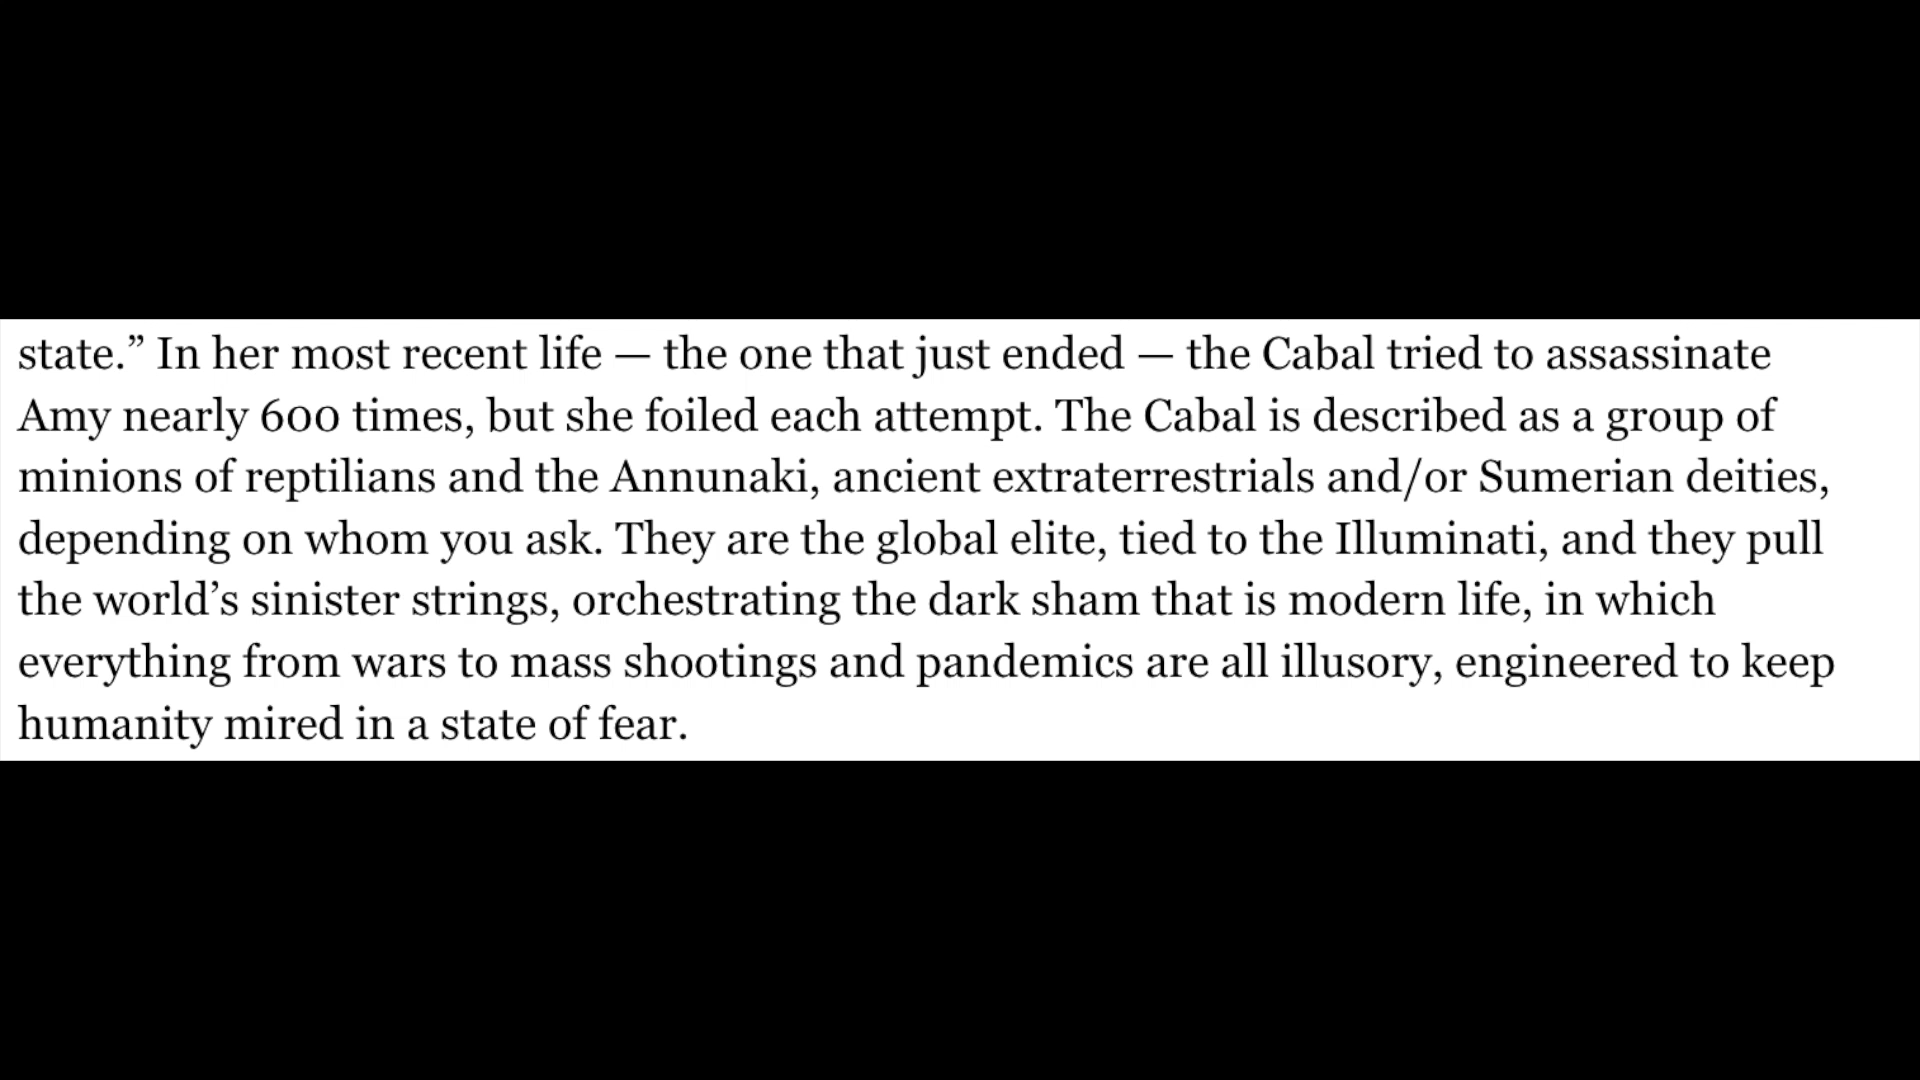 state.” In her most recent life — the one that just ended — the Cabal tried to assassinate
Amy nearly 600 times, but she foiled each attempt. The Cabal is described as a group of
minions of reptilians and the Annunaki, ancient extraterrestrials and/or Sumerian deities,
depending on whom you ask. They are the global elite, tied to the Illuminati, and they pull
the world’s sinister strings, orchestrating the dark sham that is modern life, in which
everything from wars to mass shootings and pandemics are all illusory, engineered to keep
humanity mired in a state of fear.